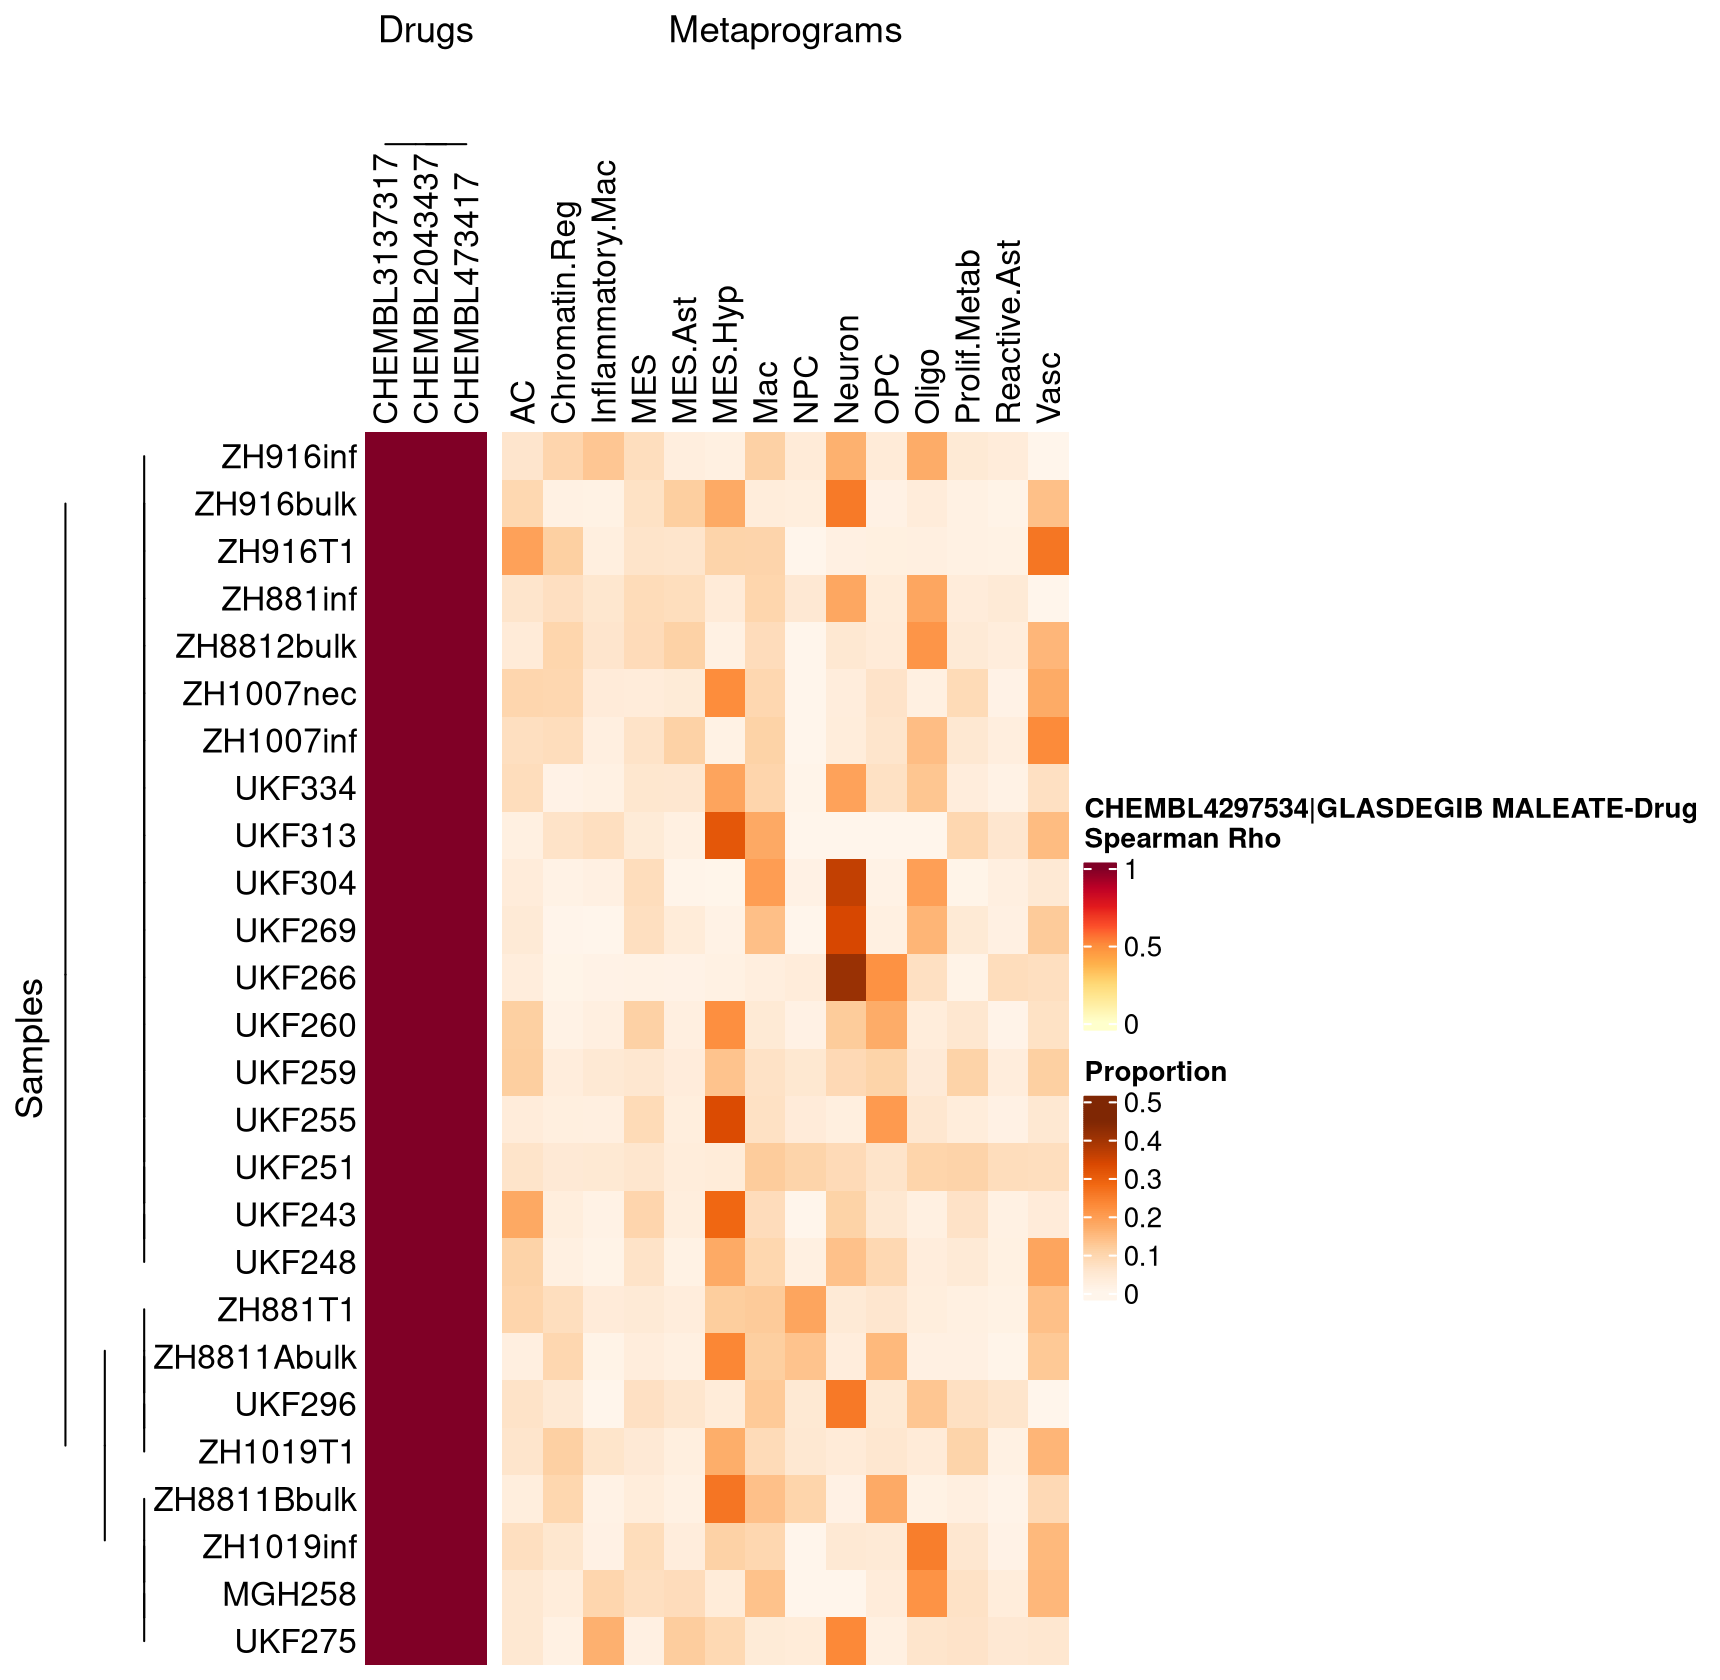 Drugs
Metaprograms
CHEMBL3137317
CHEMBL2043437
CHEMBL473417
AC
Chromatin.Reg
Inflammatory.Mac
MES
MES.Ast
MES.Hyp
Mac
NPC
Neuron
OPC
Oligo
Prolif.Metab
Reactive.Ast
Vasc
Samples
ZH916inf
ZH916bulk
ZH916T1
ZH881inf
ZH8812bulk
ZH1007nec
ZH1007inf
UKF334
UKF313
UKF304
UKF269
UKF266
UKF260
UKF259
UKF255
UKF251
UKF243
UKF248
ZH881T1
ZH8811Abulk
UKF296
ZH1019T1
ZH8811Bbulk
ZH1019inf
MGH258
UKF275
CHEMBL4297534|GLASDEGIB MALEATE-Drug
Spearman Rho
1
0.5
0
Proportion
0.5
0.4
0.3
0.2
0.1
0